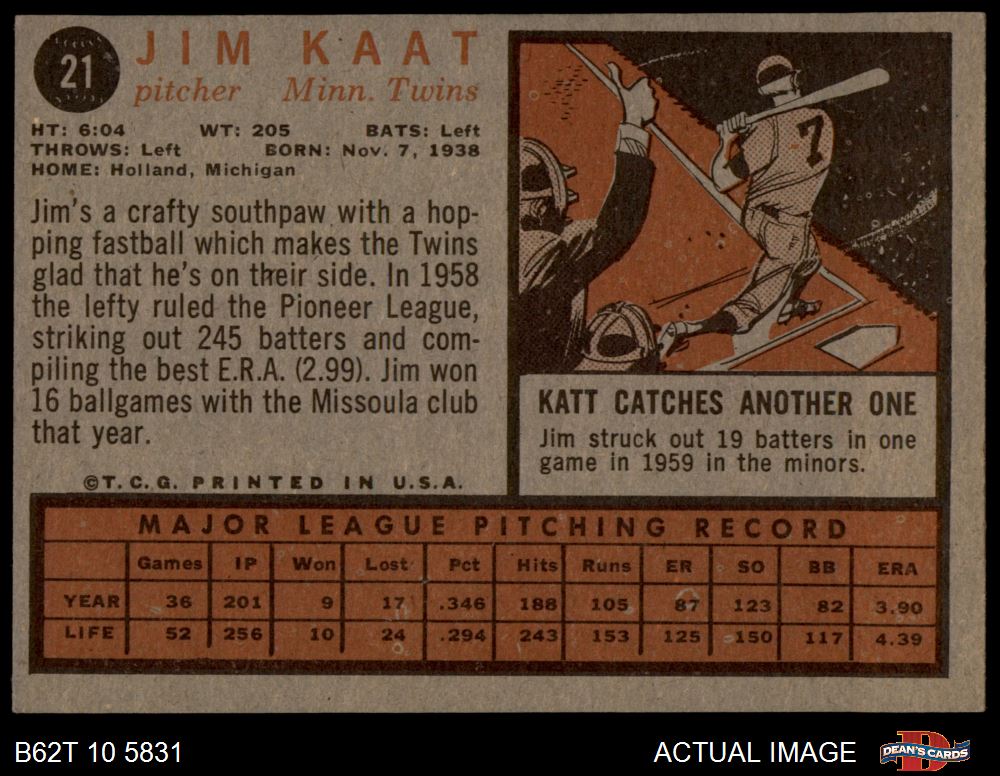 21
JIM KAAT
pitcher Minn. Twins
HT: 6:04 WT: 205 BATS: Left
THROWS: Left BORN: Nov. 7, 1938
HOME: Holland, Michigan
Jim's a crafty southpaw with a hop-
ping fastball which makes the Twins
glad that he's on their side. In 1958
the lefty ruled the Pioneer League,
striking out 245 batters and com-
piling the best E.R.A. (2.99). Jim won
16 ballgames with the Missoula club
that year.
©T.C.G. PRINTED IN U.S.A.
7
KATT CATCHES ANOTHER ONE
Jim struck out 19 batters in one
game in 1959 in the minors.
MAJOR LEAGUE PITCHING RECORD
Games IP Won Lost Pct Hits Runs ER SO BB ERA
YEAR 36 201 9 17 .346 188 105 87 123 82 3.90
LIFE 52 256 10 24 .294 243 153 125 150 117 4.39
B62T 10 5831
ACTUAL IMAGE
D
DEAN'S CARDS